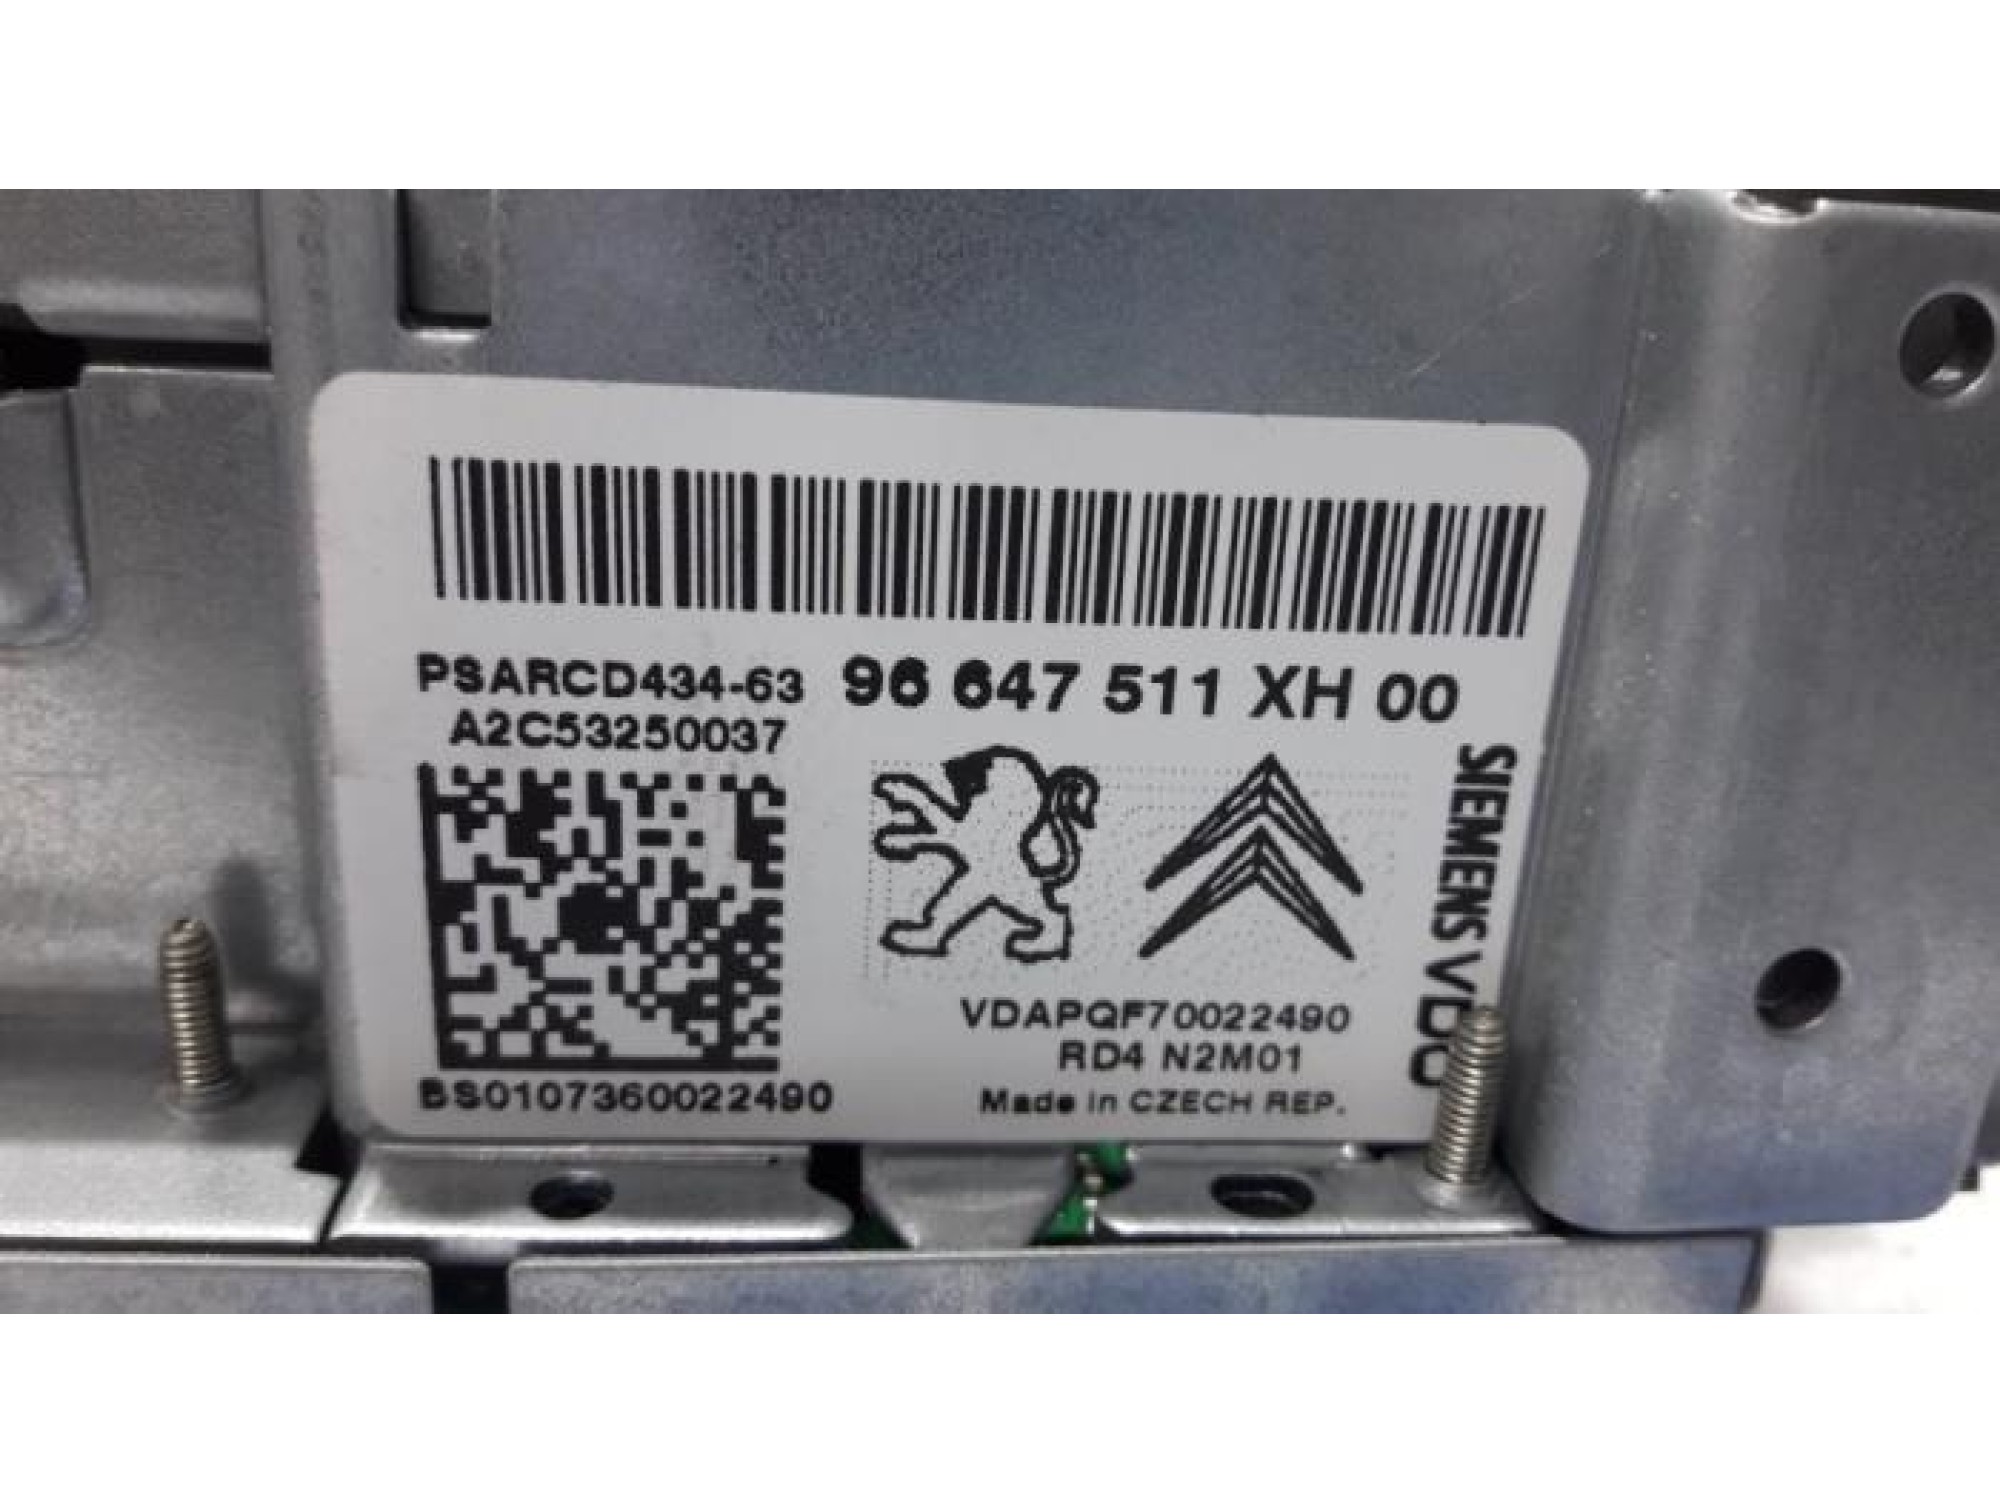 PSARCD434-63 96 647 511 XH 00
A2C53250037
SIEMENS VDO
VDAPQF70022490
RD4 N2M01
BS0107360022490
Made in CZECH REP.